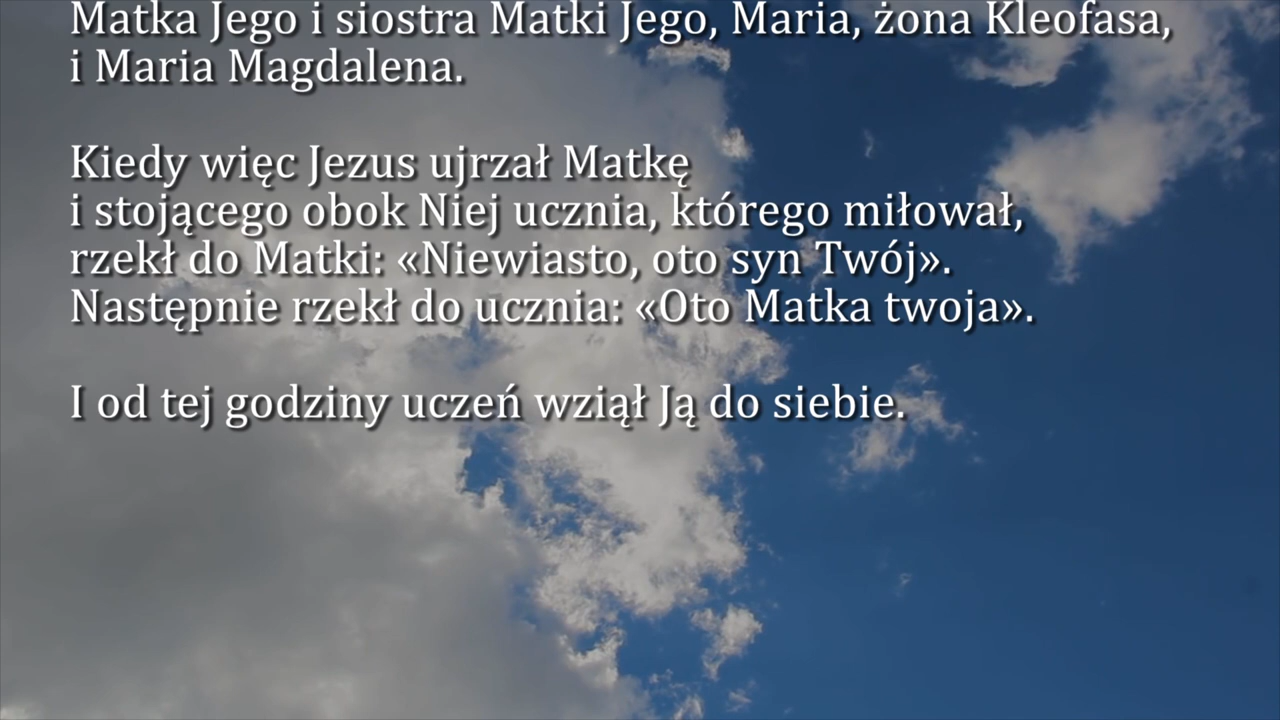 Matka Jego i siostra Matki Jego, Maria, żona Kleofasa,
i Maria Magdalena.
Kiedy więc Jezus ujrzał Matkę
i stojącego obok Niej ucznia, którego miłował,
rzekł do Matki: «Niewiasto, oto syn Twój».
Następnie rzekł do ucznia: «Oto Matka twoja».
I od tej godziny uczeń wziął Ją do siebie.